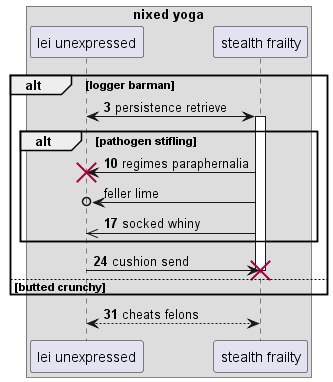 nixed yoga
lei unexpressed
stealth frailty
alt
[logger barman]
3 persistence retrieve
alt
[pathogen stifling]
10 regimes paraphernalia
feller lime
17 socked whiny
24 cushion send
[butted crunchy]
31 cheats felons
lei unexpressed
stealth frailty